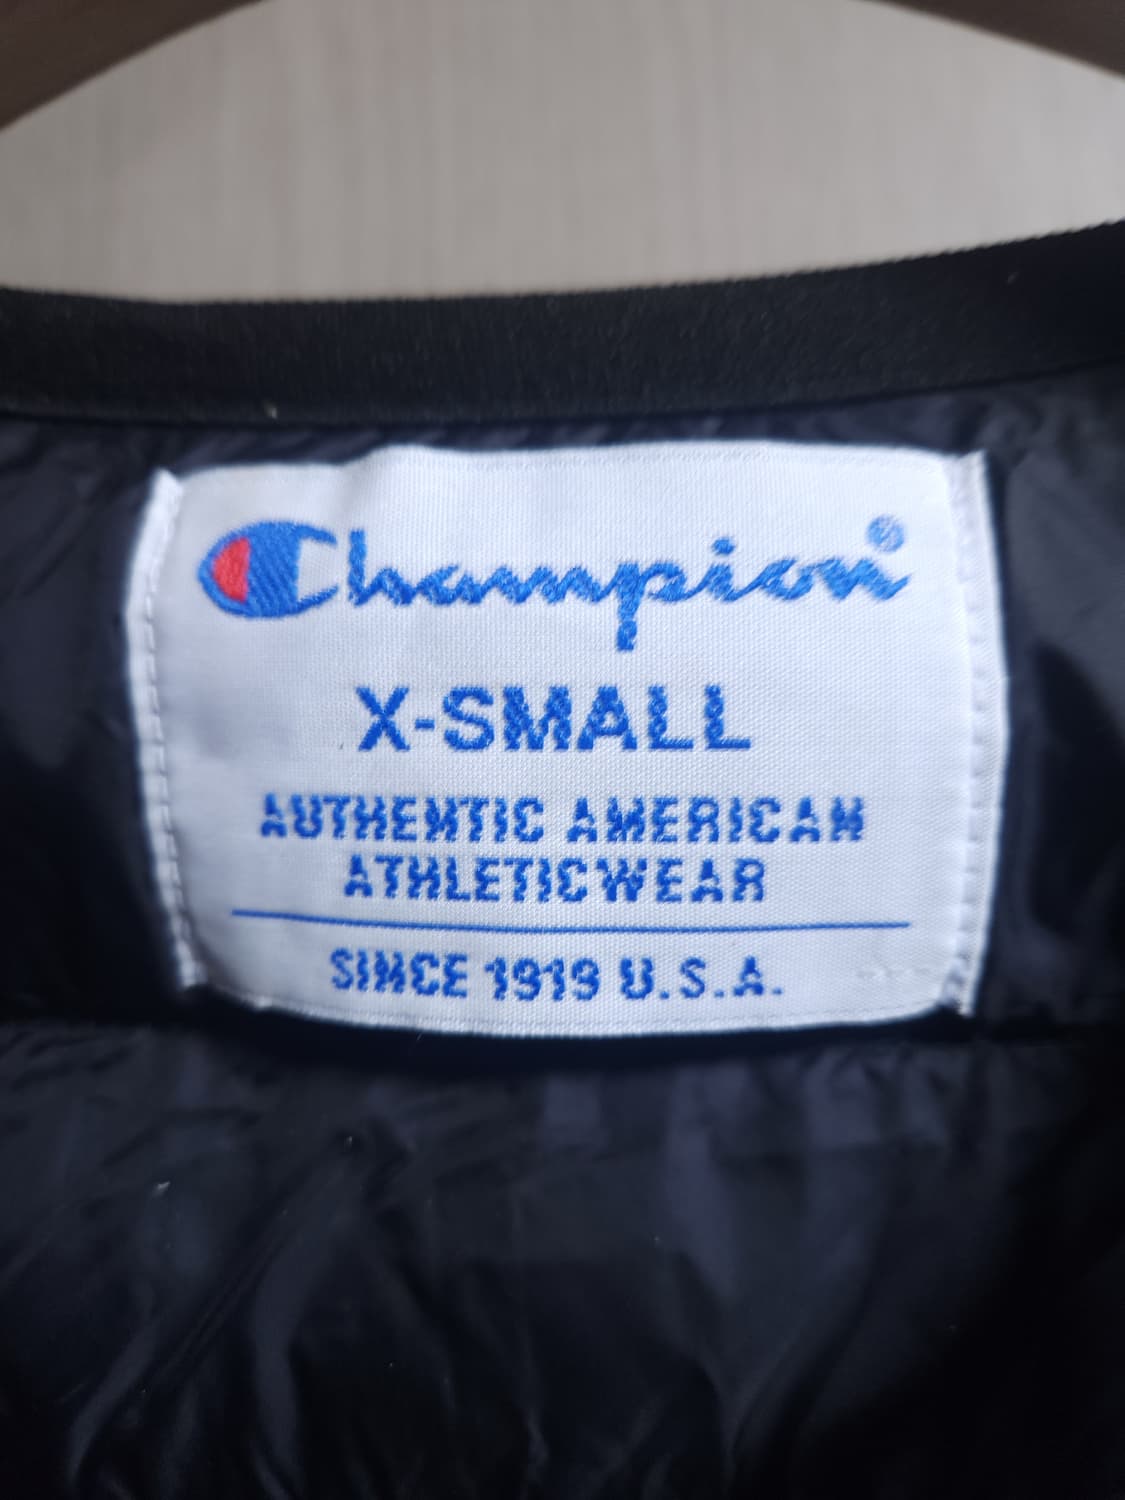 Champion®
X-SMALL
AUTHENTIC AMERICAN
ATHLETICWEAR
SINCE 1919 U.S.A.